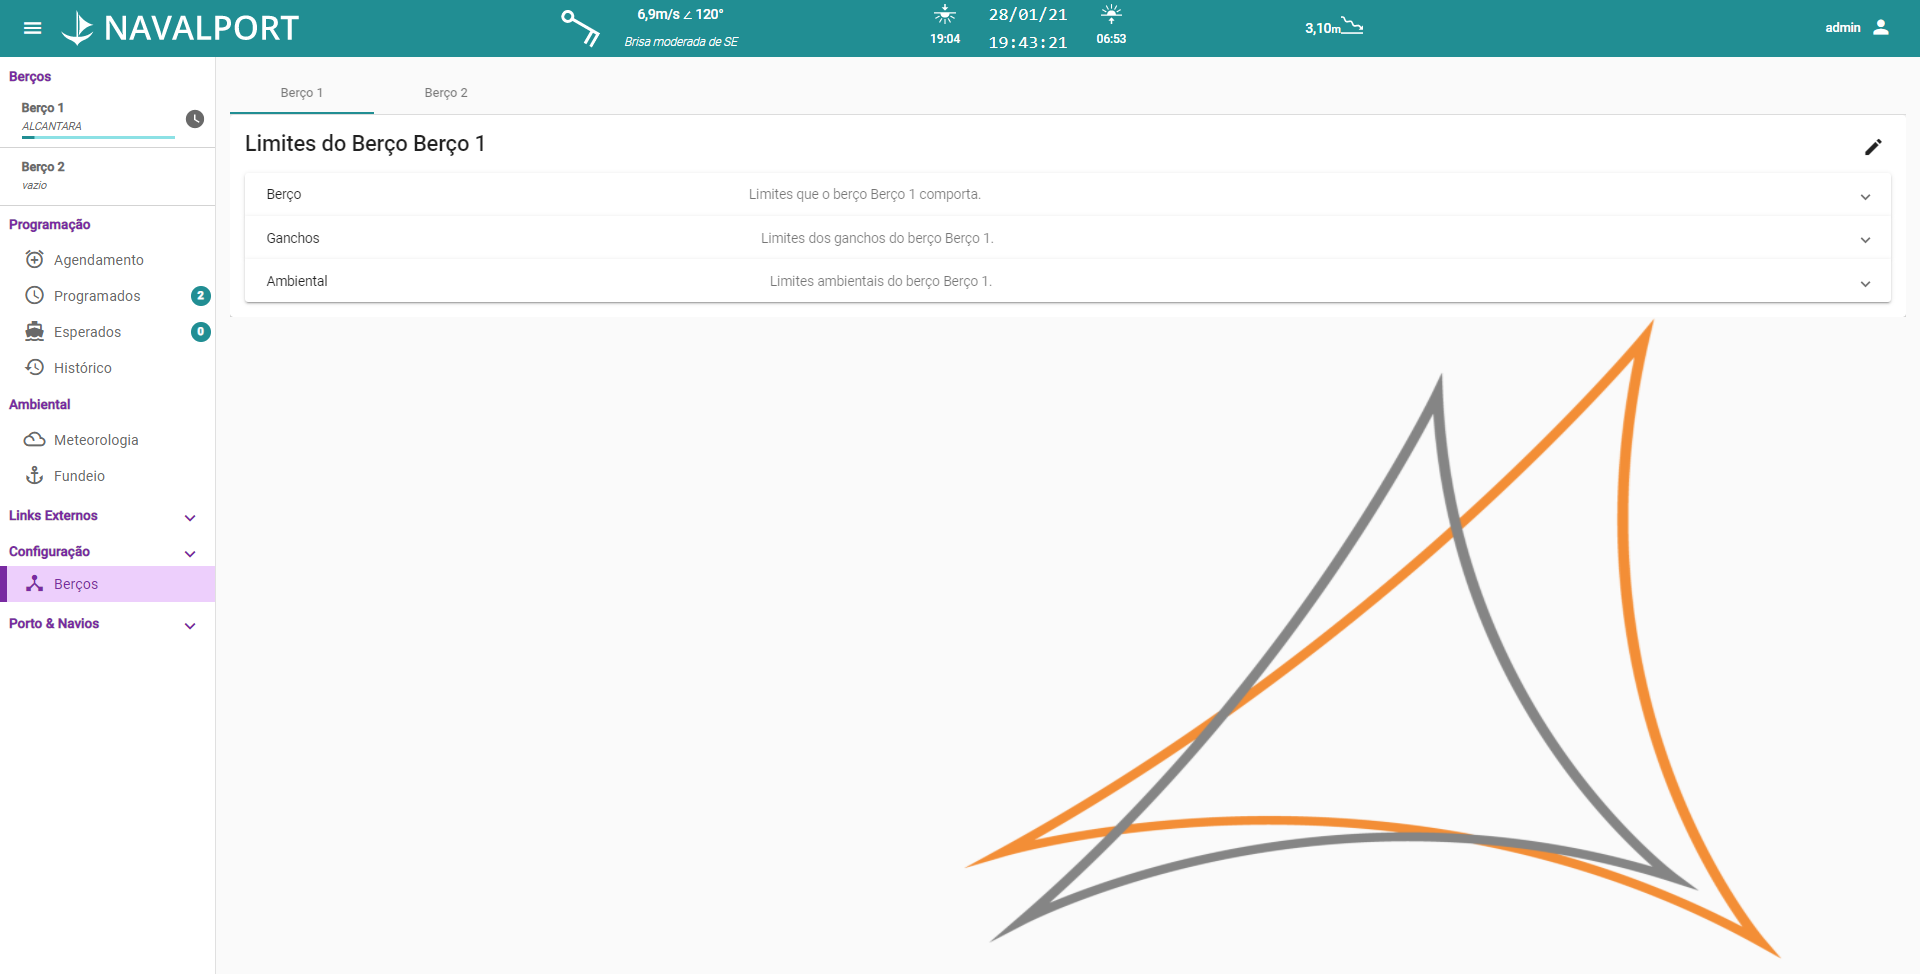 NAVALPORT
6,9m/s ∠ 120°
Brisa moderada de SE
19:04
28/01/21
19:43:21
06:53
3,10m
admin
Berços
Berço 1
ALCANTARA
Berço 2
vazio
Programação
Agendamento
Programados
2
Esperados
0
Histórico
Ambiental
Meteorologia
Fundeio
Links Externos
Configuração
Berços
Porto & Navios
Berço 1
Berço 2
Limites do Berço Berço 1
Berço
Limites que o berço Berço 1 comporta.
Ganchos
Limites dos ganchos do berço Berço 1.
Ambiental
Limites ambientais do berço Berço 1.